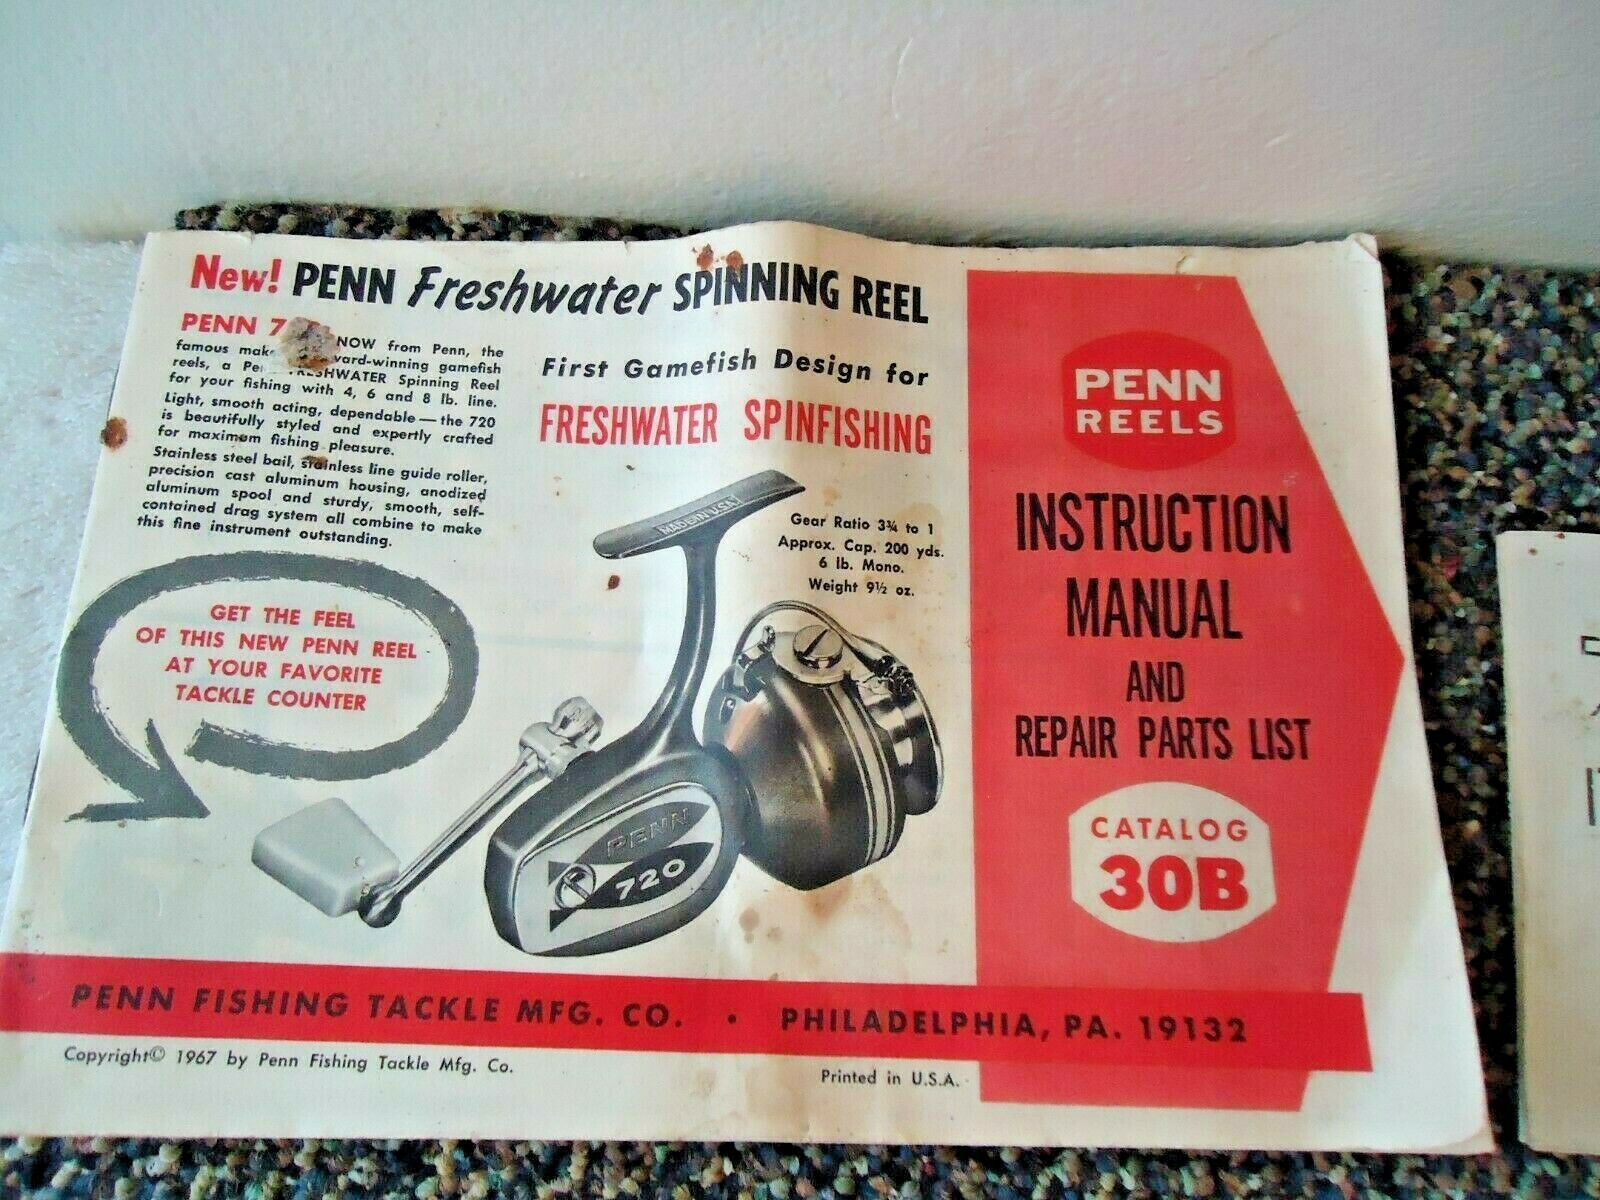 New! PENN Freshwater SPINNING REEL
PENN NOW from Penn, the
famous gamefish
reels, a FRESHWATER Spinning Reel
for your fishing with 4, 6 and 8 lb. line.
Light, smooth acting, dependable — the 720
is beautifully styled and expertly crafted
for maximum fishing pleasure.
Stainless steel bail, stainless line guide roller,
precision cast aluminum housing, anodized
aluminum spool and sturdy, smooth, self-
contained drag system all combine to make
this fine instrument outstanding.
First Gamefish Design for
FRESHWATER SPINFISHING
MADE IN U.S.A.
Gear Ratio 3¾ to 1
Approx. Cap. 200 yds.
6 lb. Mono.
Weight 9½ oz.
GET THE FEEL
OF THIS NEW PENN REEL
AT YOUR FAVORITE
TACKLE COUNTER
PENN
720
PENN
REELS
INSTRUCTION
MANUAL
AND
REPAIR PARTS LIST
CATALOG
30B
PENN FISHING TACKLE MFG. CO. • PHILADELPHIA, PA. 19132
Copyright© 1967 by Penn Fishing Tackle Mfg. Co.
Printed in U.S.A.